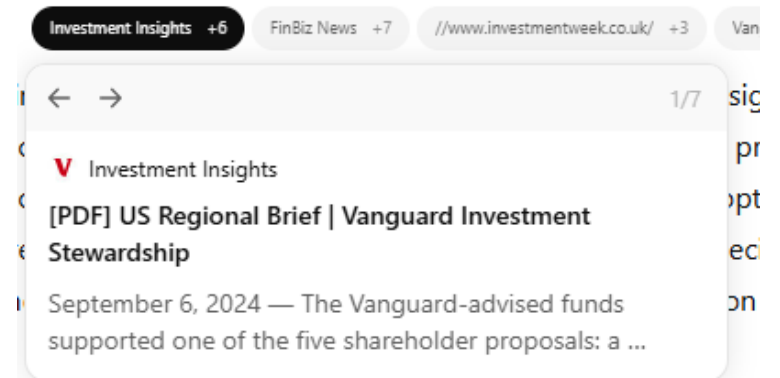 Investment Insights +6 FinBiz News +7 //www.investmentweek.co.uk/ +3 Van
1/7
Investment Insights
[PDF] US Regional Brief | Vanguard Investment
Stewardship
September 6, 2024 — The Vanguard-advised funds
supported one of the five shareholder proposals: a ...